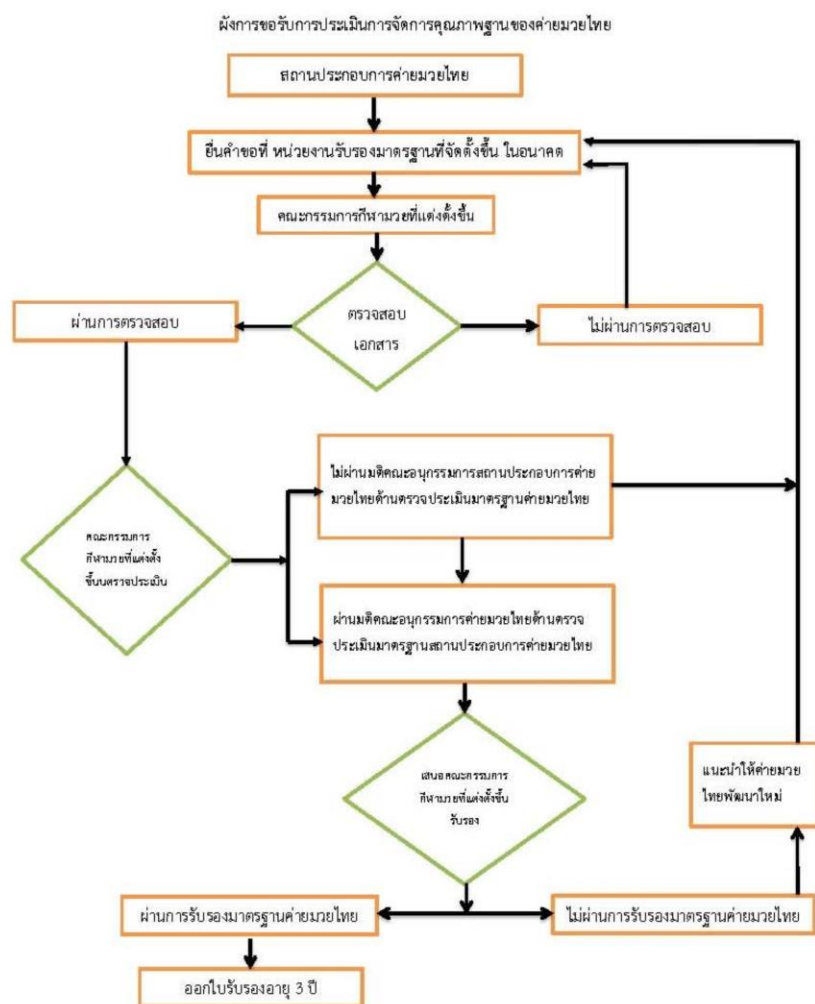 ผังการขอรับการประเมินการจัดการคุณภาพฐานของค่ายมวยไทย
สถานประกอบการค่ายมวยไทย
ยื่นคำขอที่ หน่วยงานรับรองมาตรฐานที่จัดตั้งขึ้น ในอนาคต
คณะกรรมการกีฬามวยที่แต่งตั้งขึ้น
ตรวจสอบ
เอกสาร
ผ่านการตรวจสอบ
ไม่ผ่านการตรวจสอบ
คณะกรรมการ
กีฬามวยที่แต่งตั้ง
ขึ้นนตรวจประเมิน
ไม่ผ่านมติคณะอนุกรรมการสถานประกอบการค่าย
มวยไทยด้านตรวจประเมินมาตรฐานค่ายมวยไทย
ผ่านมติคณะอนุกรรมการค่ายมวยไทยด้านตรวจ
ประเมินมาตรฐานสถานประกอบการค่ายมวยไทย
เสนอคณะกรรมการ
กีฬามวยที่แต่งตั้งขึ้น
รับรอง
แนะนำให้ค่ายมวย
ไทยพัฒนาใหม่
ผ่านการรับรองมาตรฐานค่ายมวยไทย
ไม่ผ่านการรับรองมาตรฐานค่ายมวยไทย
ออกใบรับรองอายุ 3 ปี